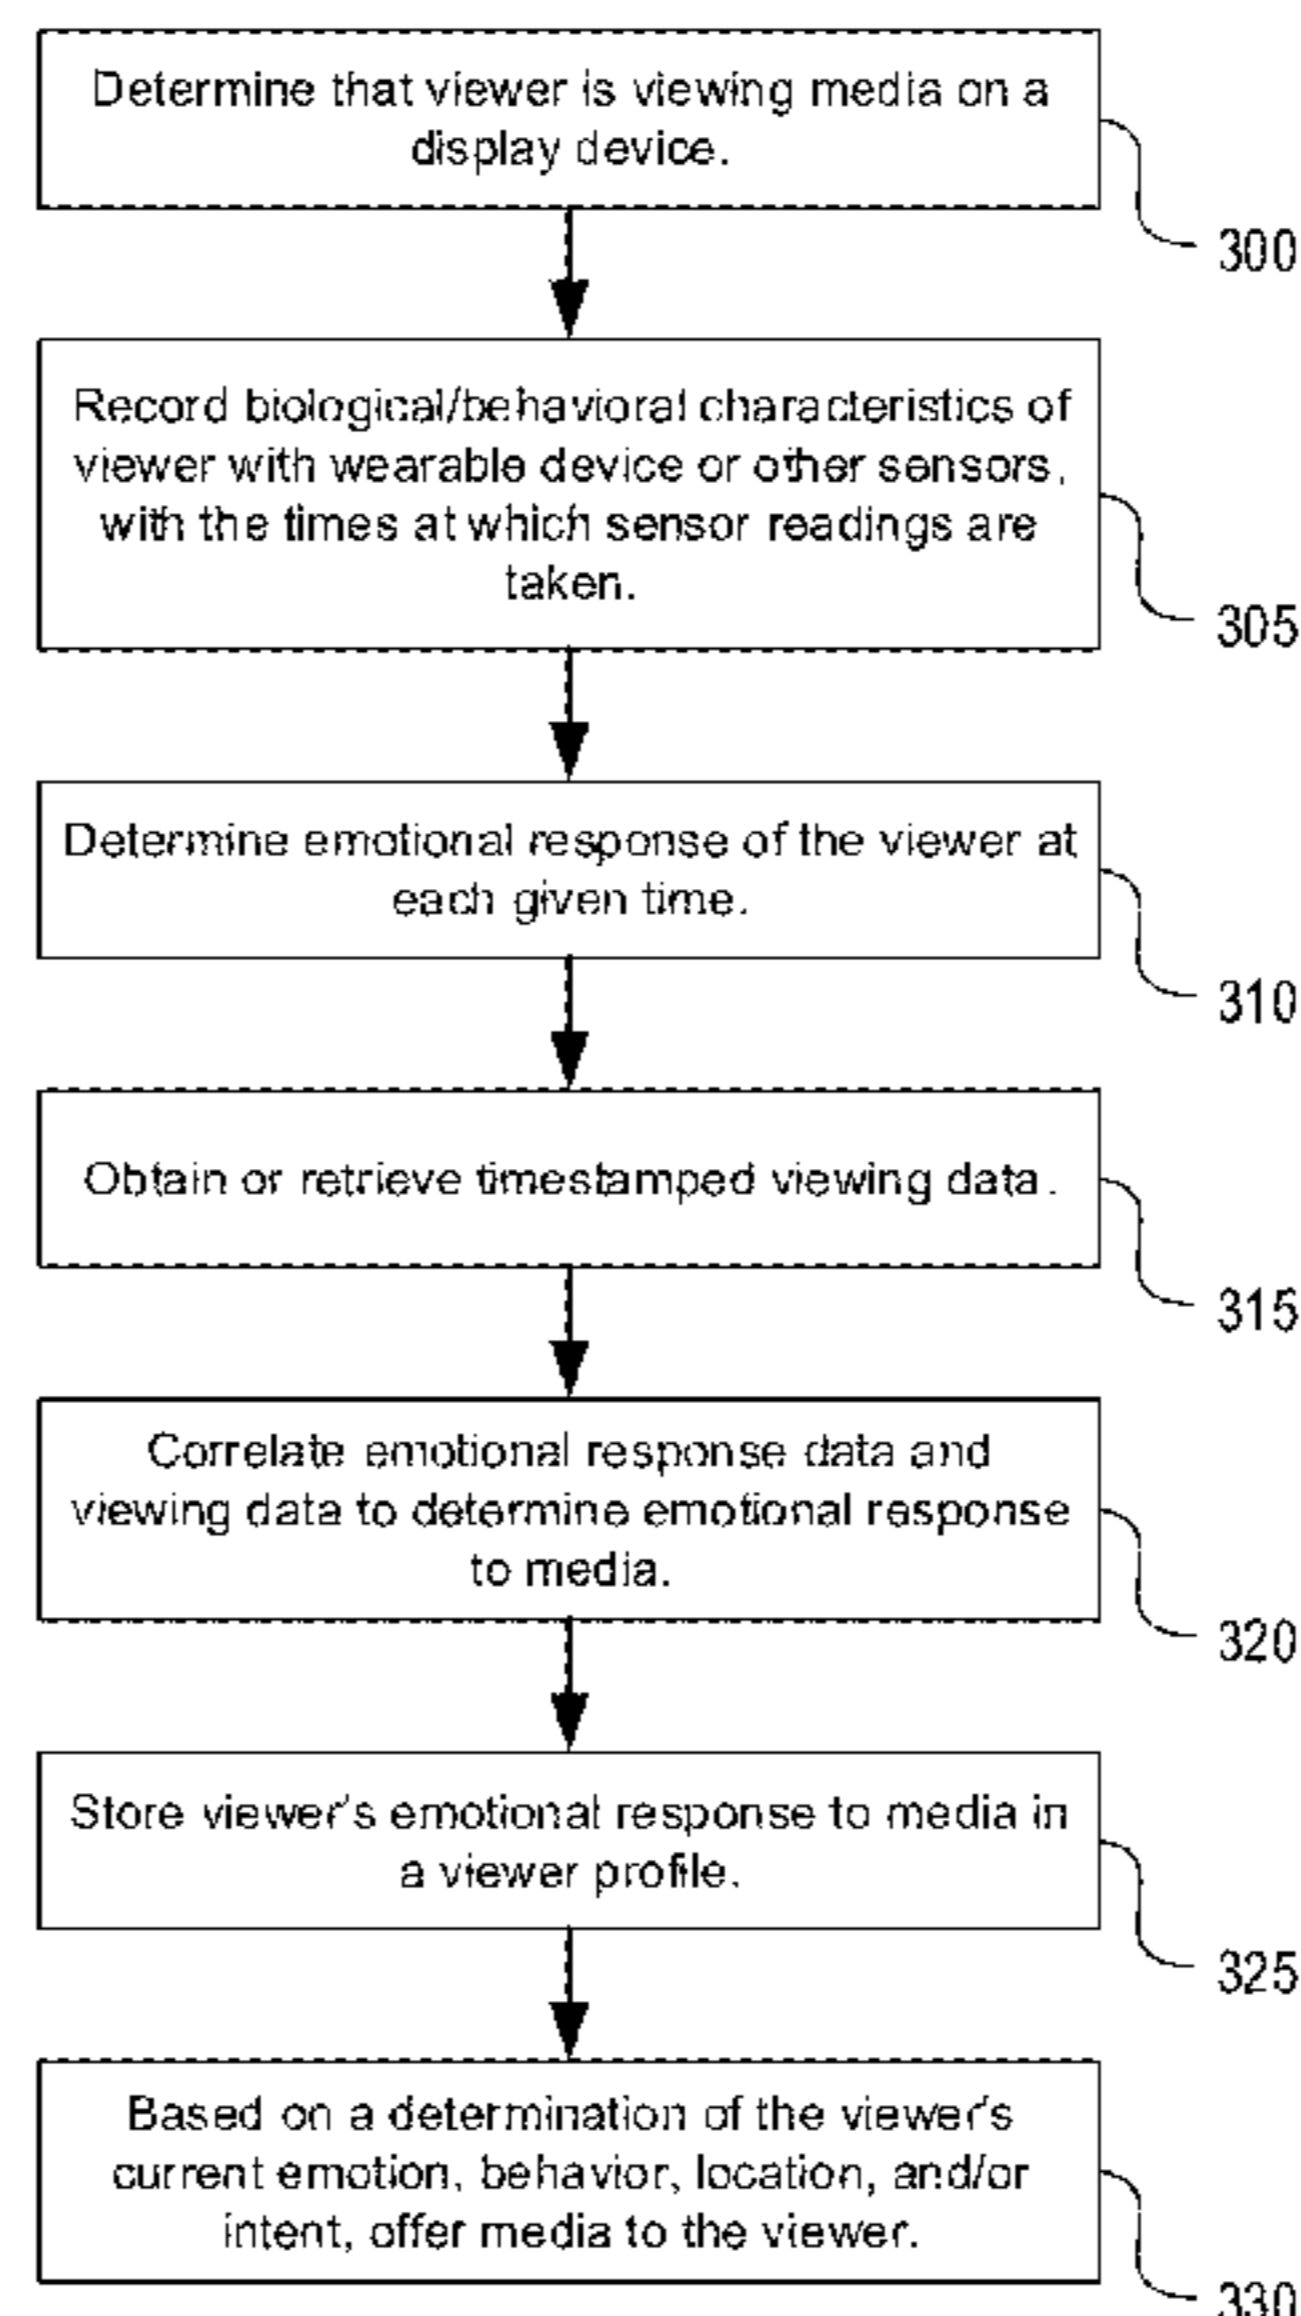 Determine that viewer is viewing media on a
display device.
300
Record biological/behavioral characteristics of
viewer with wearable device or other sensors,
with the times at which sensor readings are
taken.
305
Determine emotional response of the viewer at
each given time.
310
Obtain or retrieve timestamped viewing data.
315
Correlate emotional response data and
viewing data to determine emotional response
to media.
320
Store viewer's emotional response to media in
a viewer profile.
325
Based on a determination of the viewer's
current emotion, behavior, location, and/or
intent, offer media to the viewer.
330